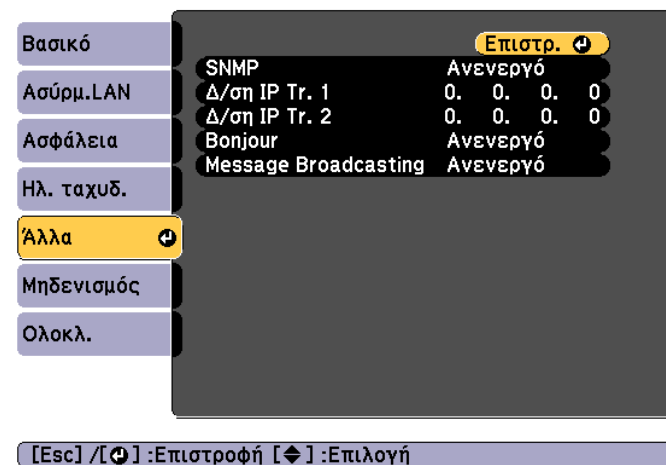 Βασικό
Ασύρμ.LAN
Ασφάλεια
Ηλ. ταχυδ.
Άλλα
Μηδενισμός
Ολοκλ.
Επιστρ.
SNMP Ανενεργό
Δ/ση IP Tr. 1 0. 0. 0. 0
Δ/ση IP Tr. 2 0. 0. 0. 0
Bonjour Ανενεργό
Message Broadcasting Ανενεργό
[Esc] /[ ] :Επιστροφή [ ] :Επιλογή